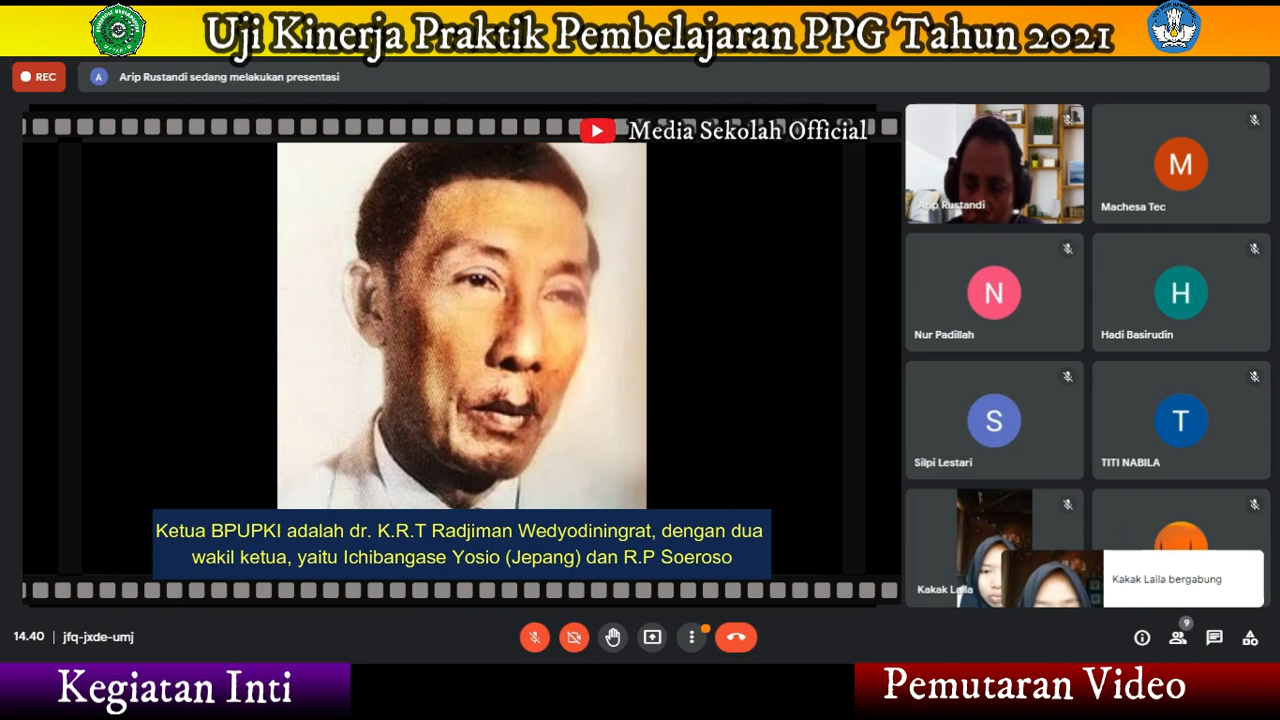 Uji Kinerja Praktik Pembelajaran PPG Tahun 2021
REC
A
Arip Rustandi sedang melakukan presentasi
Media Sekolah Official
Arip Rustandi
M
Machesa Tec
N
Nur Padillah
H
Hadi Basirudin
S
Silpi Lestari
T
TITI NABILA
Ketua BPUPKI adalah dr. K.R.T Radjiman Wedyodiningrat, dengan dua
wakil ketua, yaitu Ichibangase Yosio (Jepang) dan R.P Soeroso
Kakak Laila
Kakak Laila bergabung
14.40 | jfq-jxde-umj
9
Kegiatan Inti
Pemutaran Video